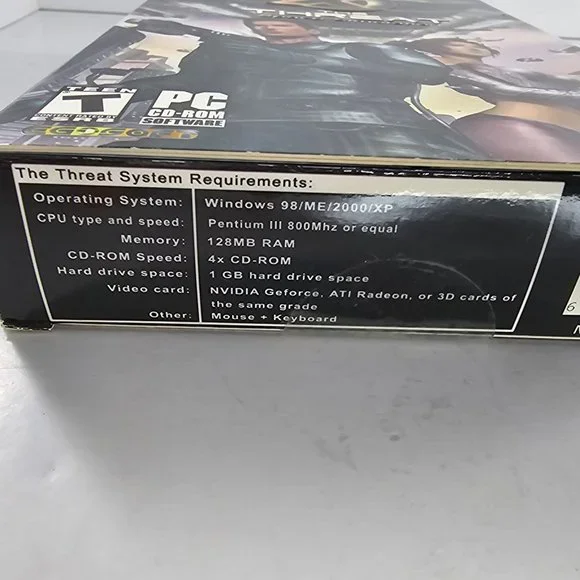 THREAT
TEEN
T
PC
CD-ROM
SOFTWARE
The Threat System Requirements:
Operating System: Windows 98/ME/2000/XP
CPU type and speed: Pentium III 800Mhz or equal
Memory: 128MB RAM
CD-ROM Speed: 4x CD-ROM
Hard drive space: 1 GB hard drive space
Video card: NVIDIA Geforce, ATI Radeon, or 3D cards of
the same grade
Other: Mouse + Keyboard
6